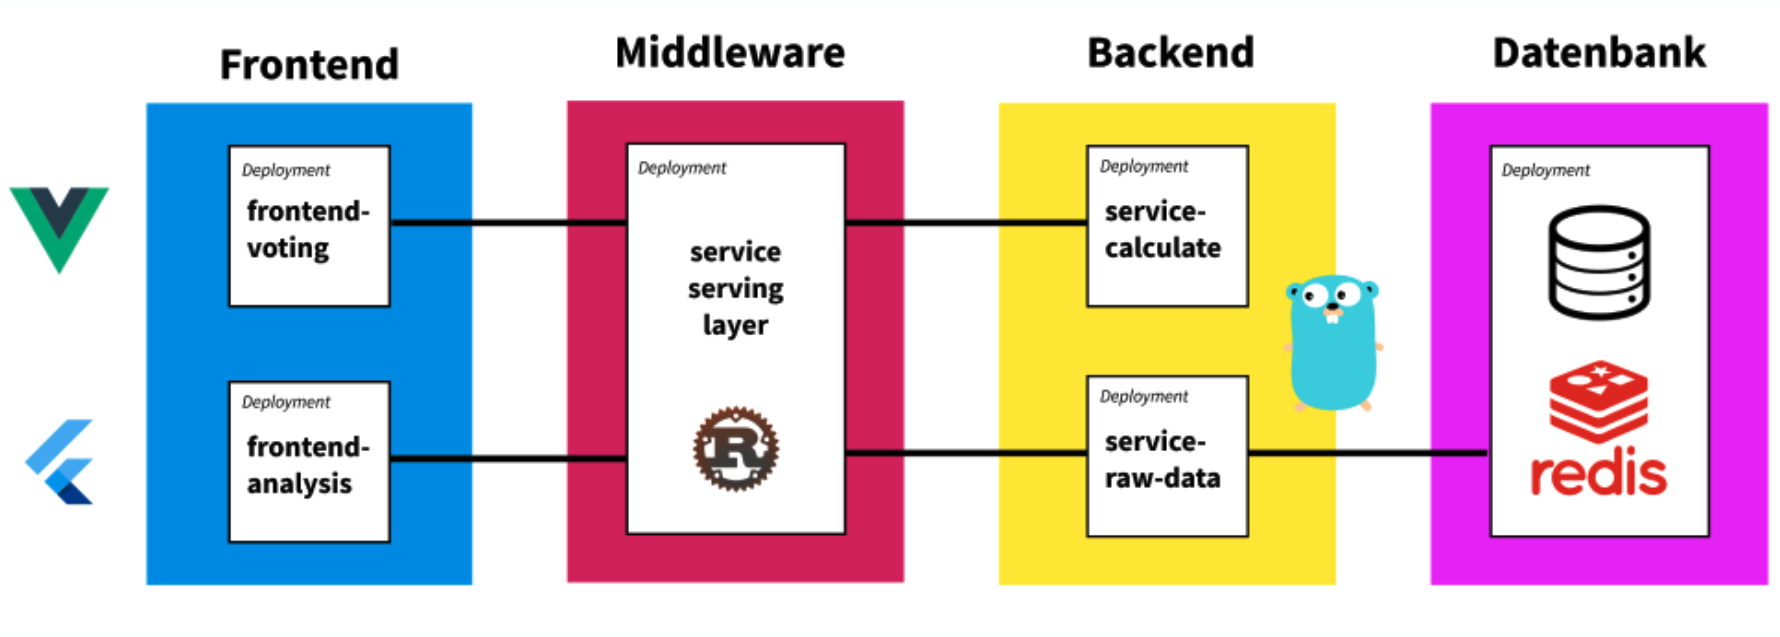 Frontend
Middleware
Backend
Datenbank
Deployment
frontend-
voting
Deployment
frontend-
analysis
Deployment
service
serving
layer
R
Deployment
service-
calculate
Deployment
service-
raw-data
Deployment
redis